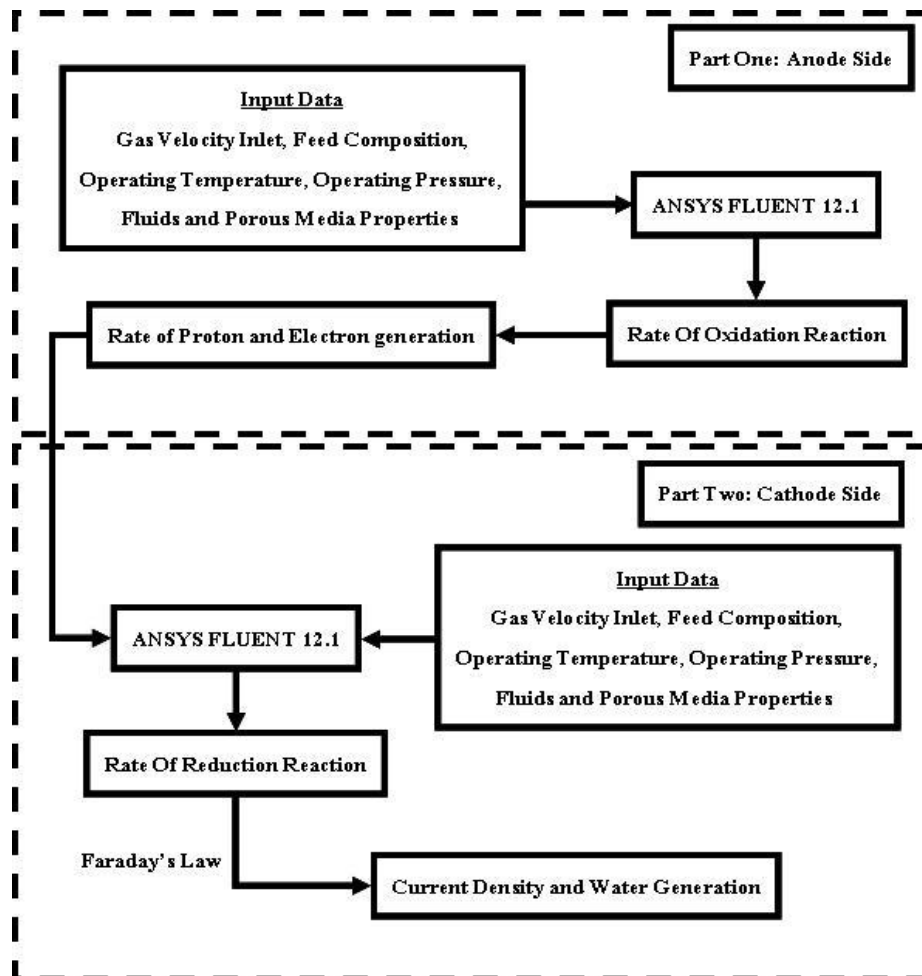 Part One: Anode Side
Input Data
Gas Velocity Inlet, Feed Composition,
Operating Temperature, Operating Pressure,
Fluids and Porous Media Properties
ANSYS FLUENT 12.1
Rate Of Oxidation Reaction
Rate of Proton and Electron generation
Part Two: Cathode Side
Input Data
Gas Velocity Inlet, Feed Composition,
Operating Temperature, Operating Pressure,
Fluids and Porous Media Properties
ANSYS FLUENT 12.1
Rate Of Reduction Reaction
Faraday's Law
Current Density and Water Generation